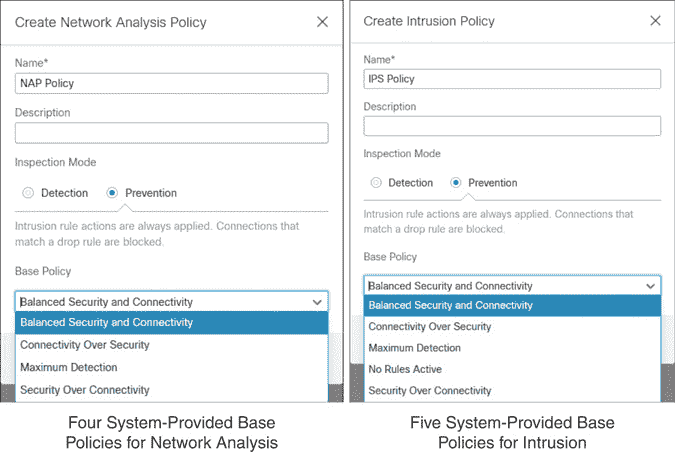 Create Network Analysis Policy
Name*
NAP Policy
Description
Inspection Mode
Detection
Prevention
Intrusion rule actions are always applied. Connections that
match a drop rule are blocked.
Base Policy
Balanced Security and Connectivity
Balanced Security and Connectivity
Connectivity Over Security
Maximum Detection
Security Over Connectivity
Four System-Provided Base
Policies for Network Analysis
Create Intrusion Policy
Name*
IPS Policy
Description
Inspection Mode
Detection
Prevention
Intrusion rule actions are always applied. Connections that
match a drop rule are blocked.
Base Policy
Balanced Security and Connectivity
Balanced Security and Connectivity
Connectivity Over Security
Maximum Detection
No Rules Active
Security Over Connectivity
Five System-Provided Base
Policies for Intrusion